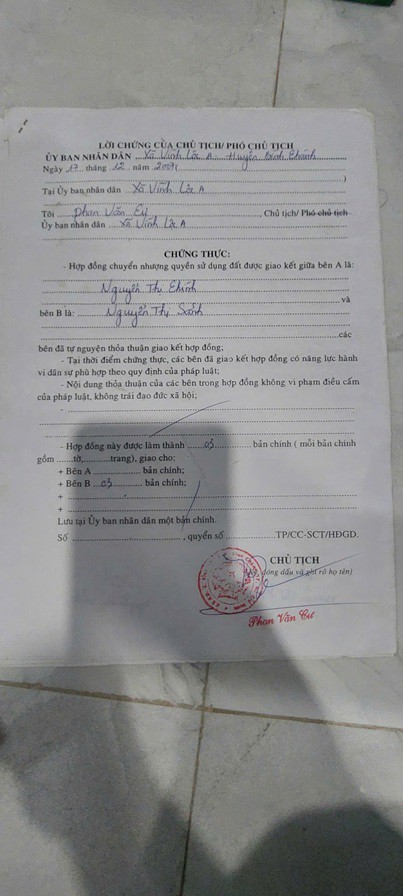 LỜI CHỨNG CỦA CHỦ TỊCH/ PHÓ CHỦ TỊCH
ỦY BAN NHÂN DÂN Xã Vĩnh Lộc A Huyện Bình Chánh
Ngày 17 tháng 12 năm
)
Tại Ủy ban nhân dân Xã Vĩnh Lộc A
Tôi Phan Văn Cư, Chủ tịch/ Phó chủ tịch
Ủy ban nhân dân Xã Vĩnh Lộc A
CHỨNG THỰC:
- Hợp đồng chuyển nhượng quyền sử dụng đất được giao kết giữa bên A là:
Nguyễn Thị
và
bên B là: Nguyễn Thị
các
bên đã tự nguyện thỏa thuận giao kết hợp đồng;
- Tại thời điểm chứng thực, các bên đã giao kết hợp đồng có năng lực hành
vi dân sự phù hợp theo quy định của pháp luật;
- Nội dung thỏa thuận của các bên trong hợp đồng không vi phạm điều cấm
của pháp luật, không trái đạo đức xã hội;
-
- Hợp đồng này được làm thành 03 bản chính ( mỗi bản chính
gồm tờ, trang), giao cho;
+ Bên A bản chính;
+ Bên B 03 bản chính;
+
+
Lưu tại Ủy ban nhân dân một bản chính.
Số , quyển số .TP/CC-SCT/HĐGD.
CHỦ TỊCH
đóng dấu và ghi rõ họ tên)
Phan Văn Cư